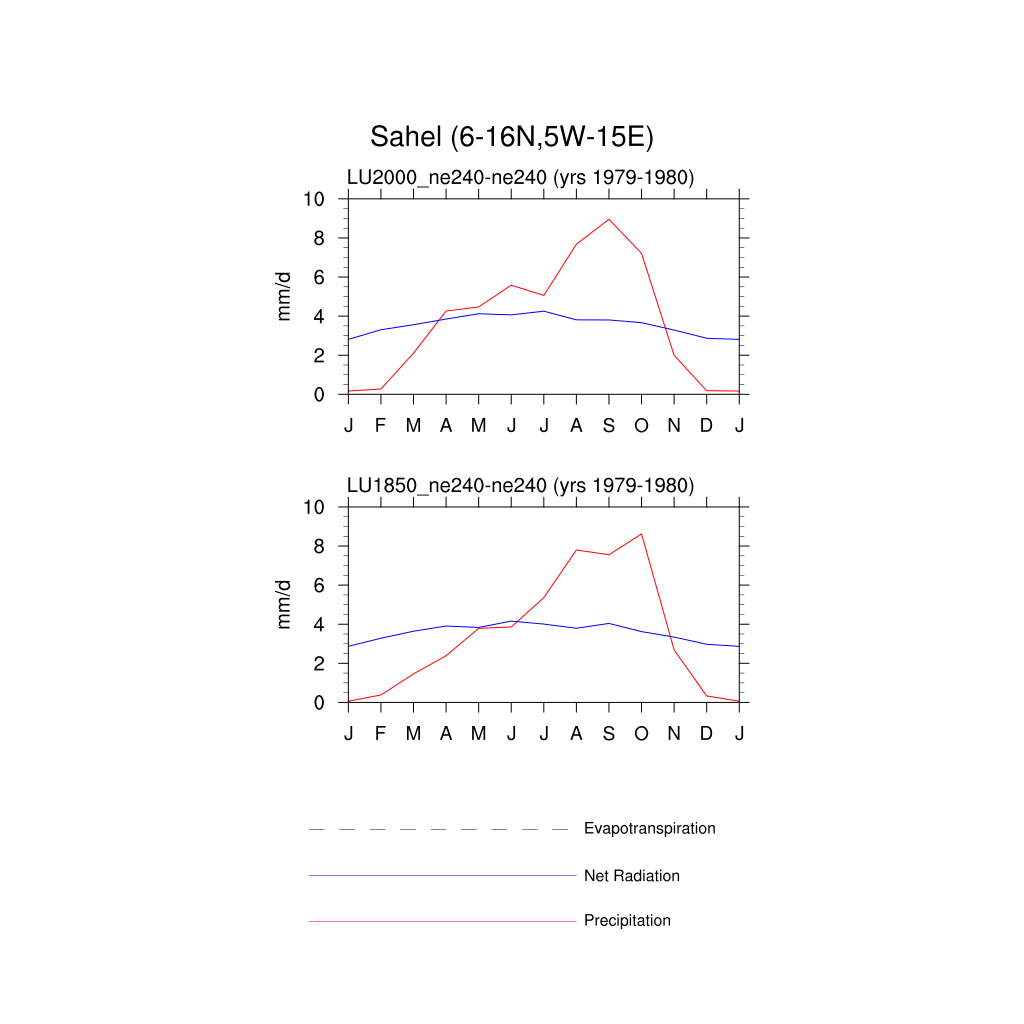 Sahel (6-16N,5W-15E)
LU2000_ne240-ne240 (yrs 1979-1980)
10
8
6
4
2
0
mm/d
J F M A M J J A S O N D J
LU1850_ne240-ne240 (yrs 1979-1980)
10
8
6
4
2
0
mm/d
J F M A M J J A S O N D J
Evapotranspiration
Net Radiation
Precipitation